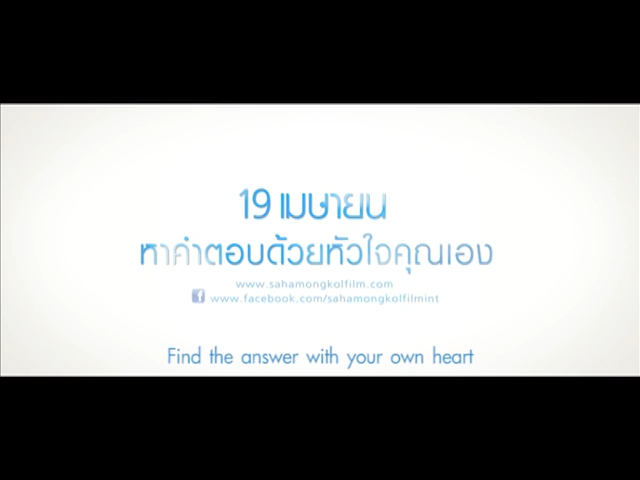 19 เมษายน
หาคำตอบด้วยหัวใจคุณเอง
www.sahamongkolfilm.com
www.facebook.com/sahamongkolfilmint
Find the answer with your own heart